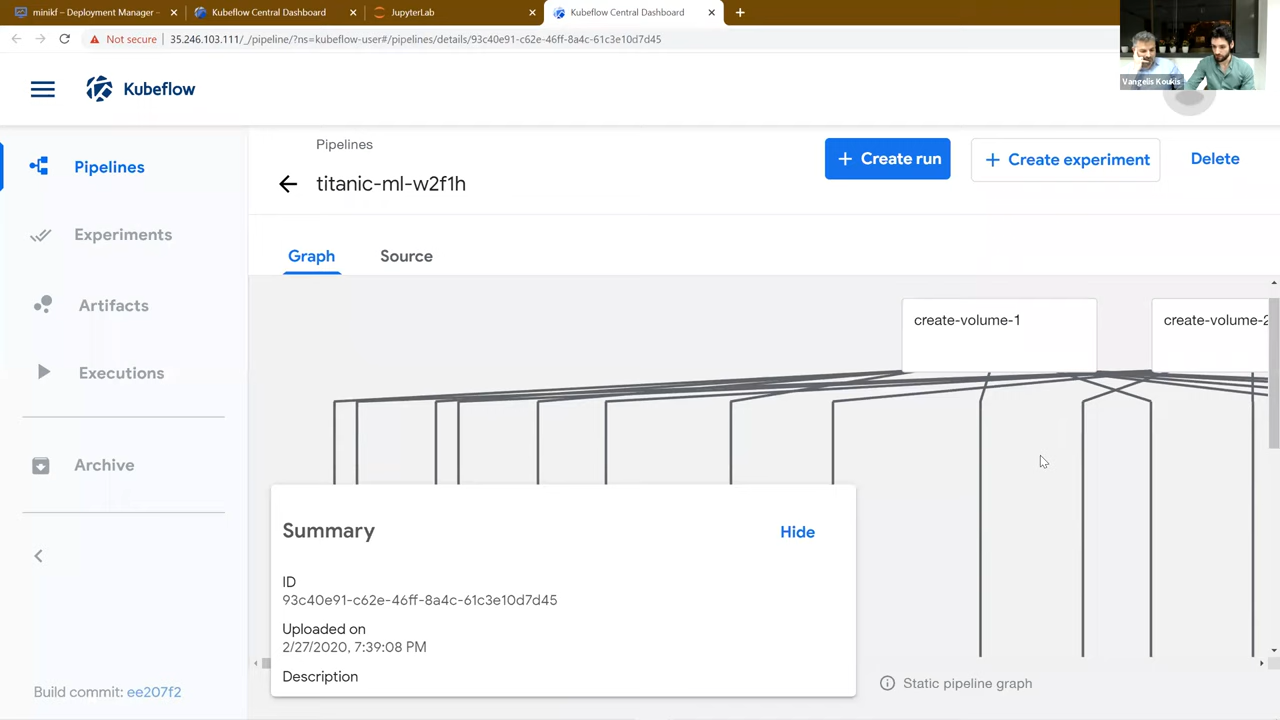 minikf – Deployment Manager –
Kubeflow Central Dashboard
JupyterLab
Kubeflow Central Dashboard
Not secure
35.246.103.111/_/pipeline/?ns=kubeflow-user#/pipelines/details/93c40e91-c62e-46ff-8a4c-61c3e10d7d45
Vangelis Koukis
Kubeflow
Pipelines
Experiments
Artifacts
Executions
Archive
Build commit: ee207f2
Pipelines
titanic-ml-w2f1h
+ Create run
+ Create experiment
Delete
Graph
Source
create-volume-1
create-volume-2
Summary
Hide
ID
93c40e91-c62e-46ff-8a4c-61c3e10d7d45
Uploaded on
2/27/2020, 7:39:08 PM
Description
Static pipeline graph